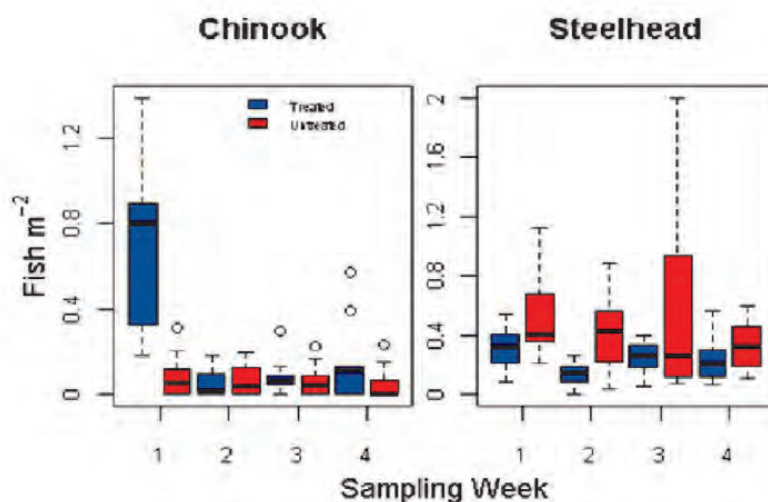 Chinook
Steelhead
Treated
Untreated
Fish m⁻²
0 0.4 0.8 1.2
0 0.4 0.8 1.2 1.6 2
1 2 3 4
1 2 3 4
Sampling Week